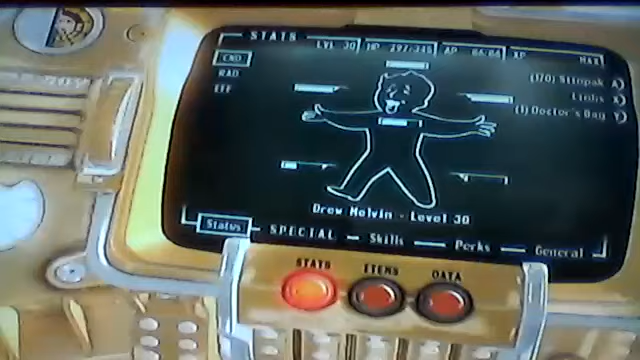 STATS
LVL 30 HP 297/345 AP 86/86 XP MAX
CND
RAD
EFF
(170) Stimpak A
Limbs X
(1) Doctor's Bag Y
Drew Melvin - Level 30
Status SPECIAL Skills Perks General
STATS ITEMS DATA